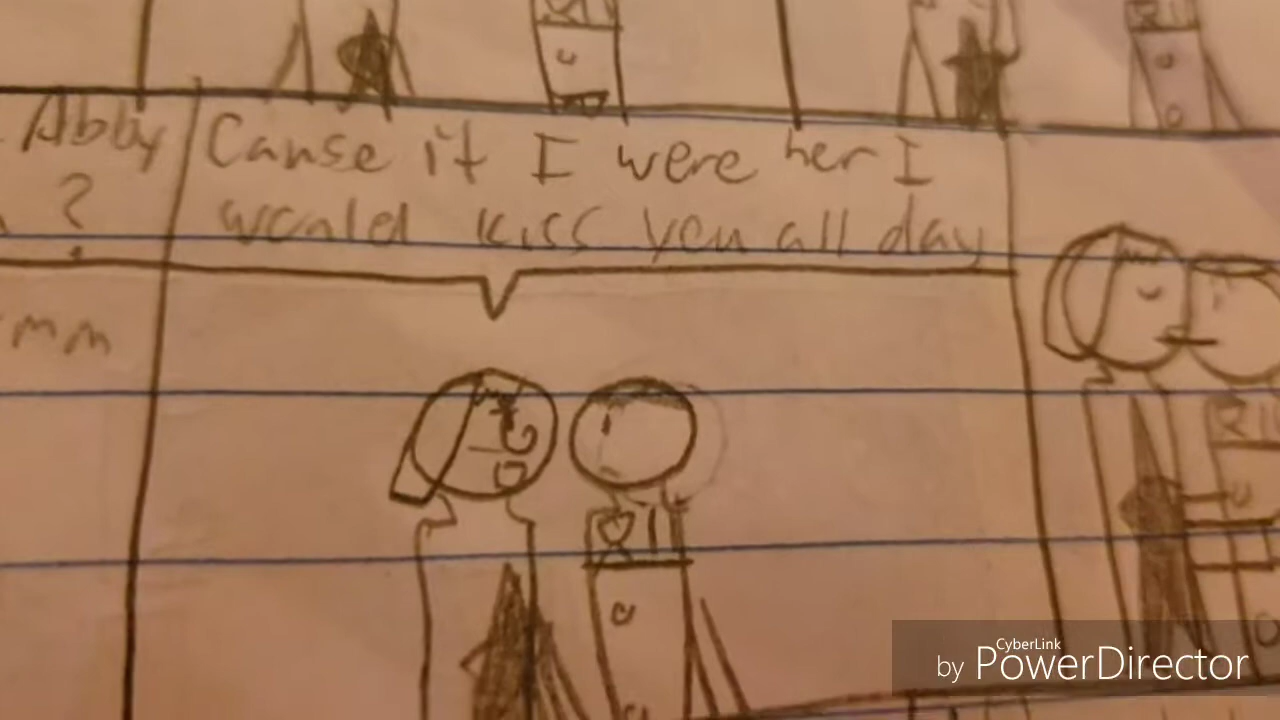 Abby
?
mm
Cause if I were her I
would kiss you all day
CyberLink
by PowerDirector